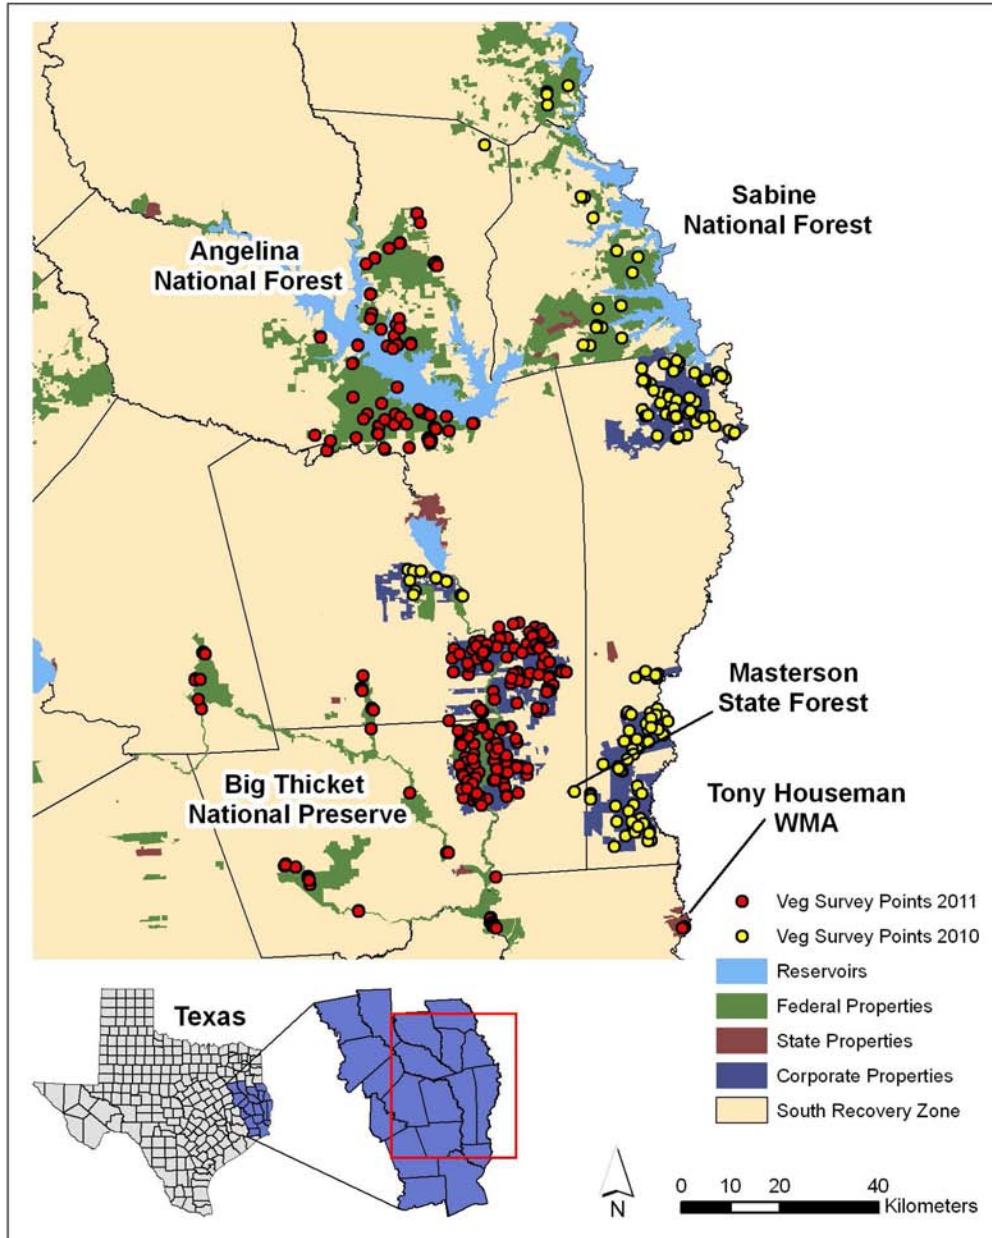 Sabine
National Forest
Angelina
National Forest
Masterson
State Forest
Big Thicket
National Preserve
Tony Houseman
WMA
Veg Survey Points 2011
Veg Survey Points 2010
Reservoirs
Federal Properties
State Properties
Corporate Properties
South Recovery Zone
Texas
N
0 10 20 40
Kilometers